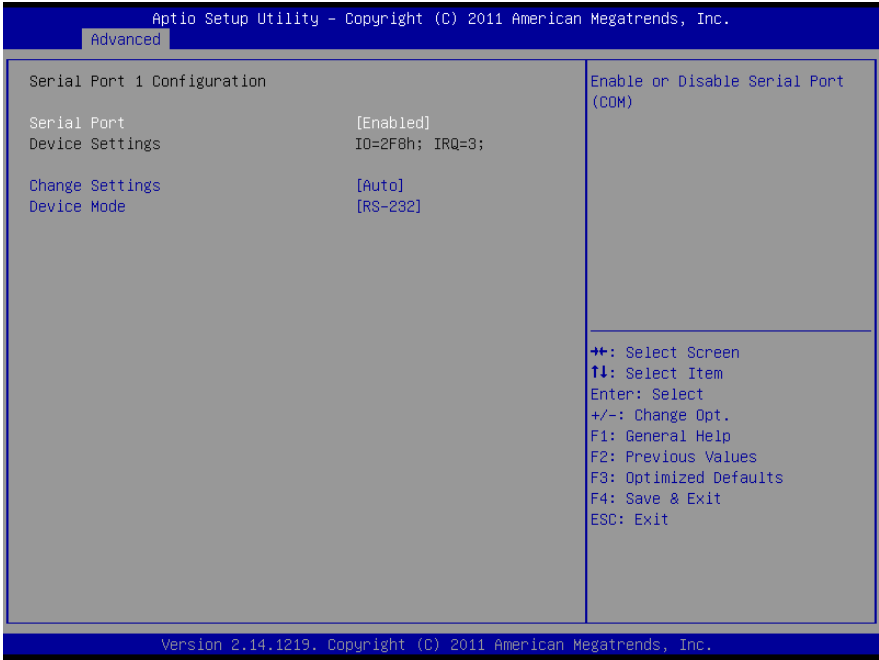 Aptio Setup Utility – Copyright (C) 2011 American Megatrends, Inc.
Advanced
Serial Port 1 Configuration
Serial Port [Enabled]
Device Settings IO=2F8h; IRQ=3;
Change Settings [Auto]
Device Mode [RS-232]
Enable or Disable Serial Port
(COM)
→←: Select Screen
↑↓: Select Item
Enter: Select
+/-: Change Opt.
F1: General Help
F2: Previous Values
F3: Optimized Defaults
F4: Save & Exit
ESC: Exit
Version 2.14.1219. Copyright (C) 2011 American Megatrends, Inc.